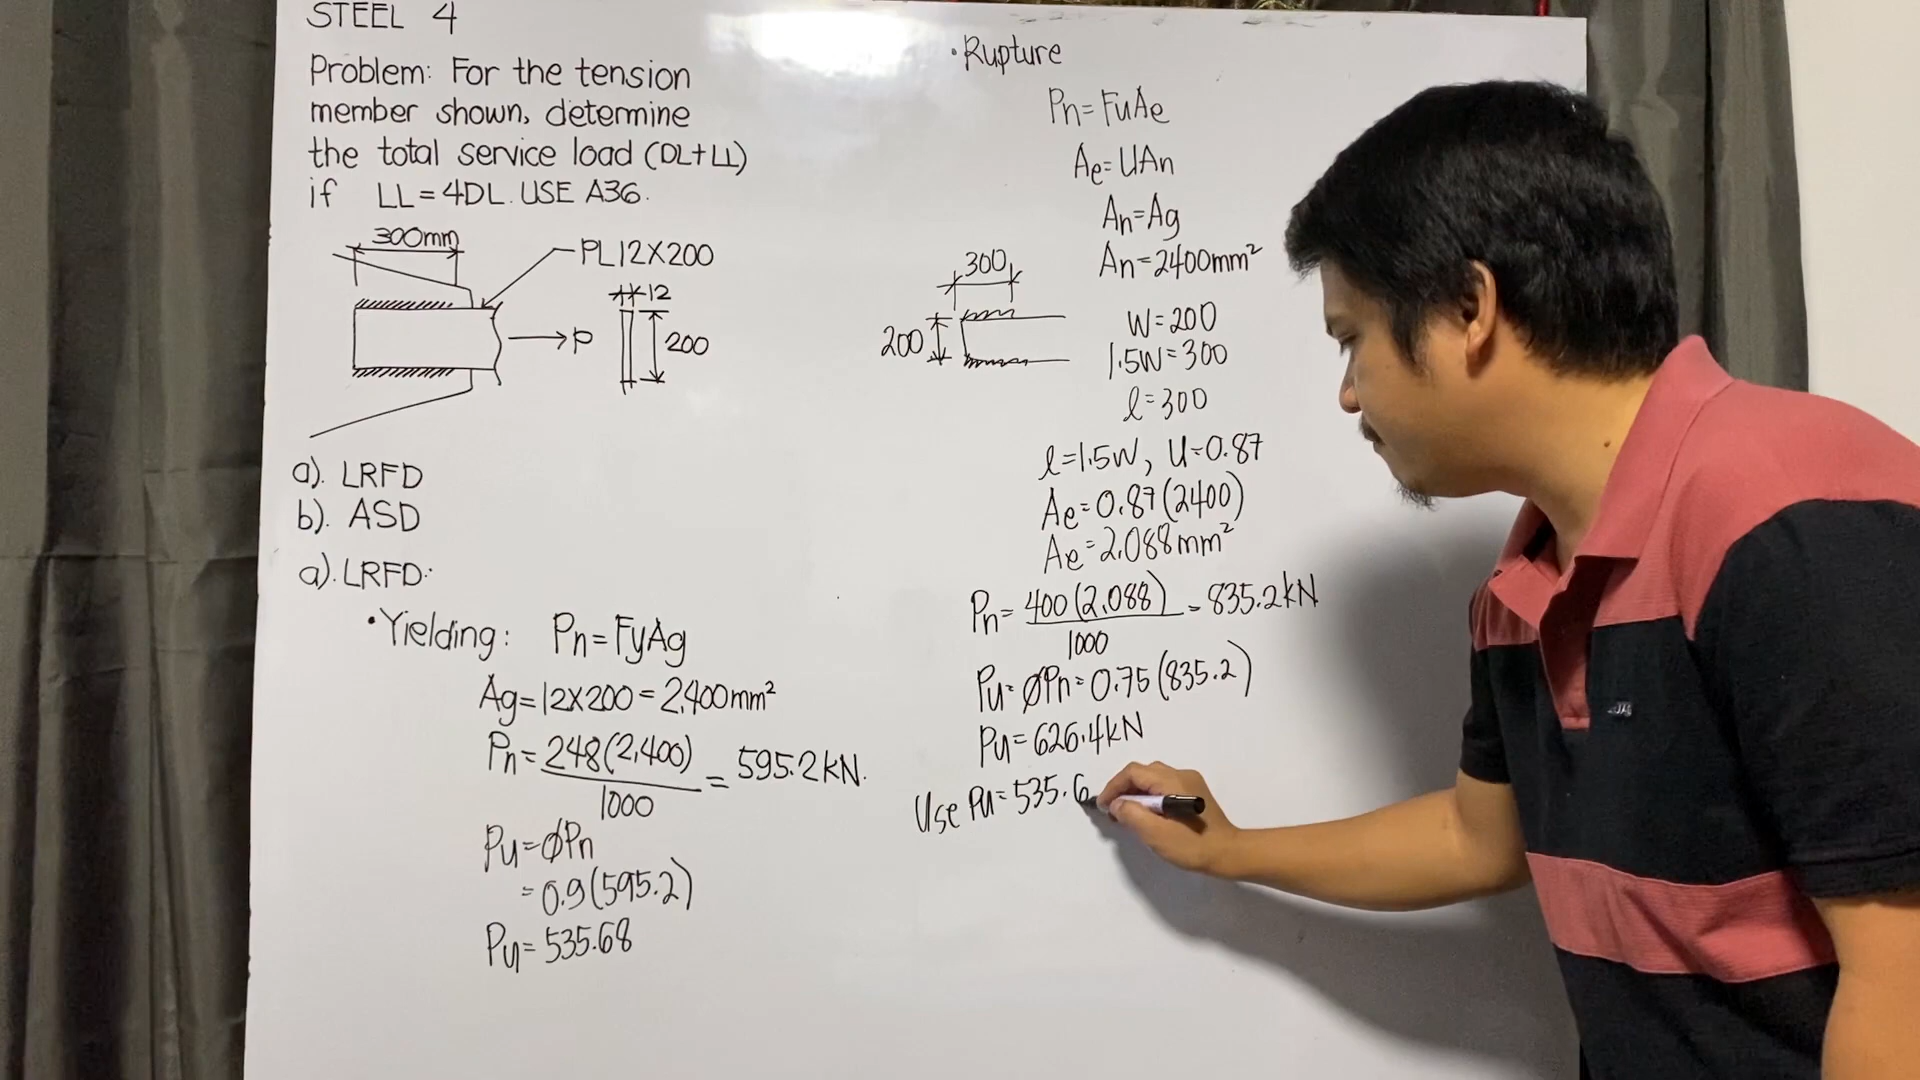 STEEL 4
Problem: For the tension
member shown, determine
the total service load (DL+LL)
if LL=4DL. USE A36.
300mm
PL12X200
12
P
200
a). LRFD
b). ASD
a). LRFD:
• Yielding: Pn=FyAg
Ag=12X200=2,400mm²
Pn=248(2,400)/1000 = 595.2kN.
Pu=ØPn
=0.9(595.2)
Pu=535.68
• Rupture
Pn=FuAe
Ae=UAn
An=Ag
An=2400mm²
300
200
W=200
1.5W=300
l=300
l=1.5W, U=0.87
Ae=0.87(2400)
Ae=2,088mm²
Pn=400(2,088)/1000=835.2kN
Pu=ØPn=0.75(835.2)
Pu=626.4kN
Use Pu=535.6